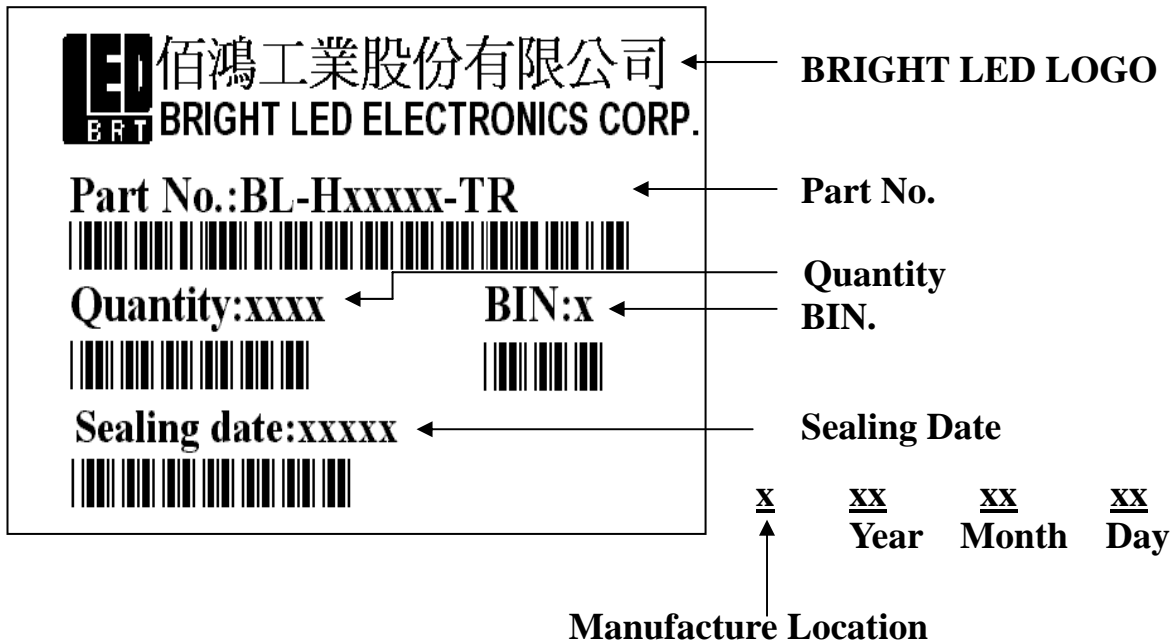 LED 佰鴻工業股份有限公司
BRT BRIGHT LED ELECTRONICS CORP.
BRIGHT LED LOGO
Part No.:BL-Hxxxxx-TR
Part No.
Quantity:xxxx
BIN:x
Quantity
BIN.
Sealing date:xxxxx
Sealing Date
x xx xx xx
Year Month Day
Manufacture Location